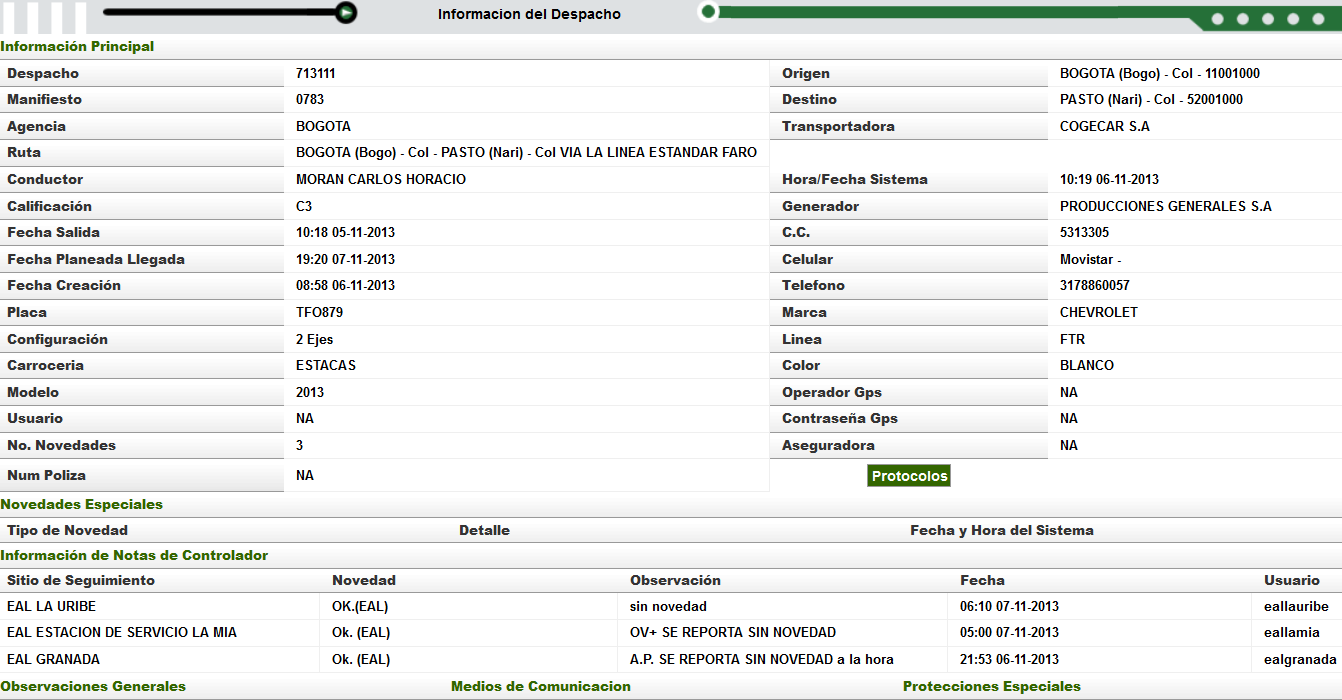 Informacion del Despacho
Información Principal
Despacho 713111 Origen BOGOTA (Bogo) - Col - 11001000
Manifiesto 0783 Destino PASTO (Nari) - Col - 52001000
Agencia BOGOTA Transportadora COGECAR S.A
Ruta BOGOTA (Bogo) - Col - PASTO (Nari) - Col VIA LA LINEA ESTANDAR FARO
Conductor MORAN CARLOS HORACIO Hora/Fecha Sistema 10:19 06-11-2013
Calificación C3 Generador PRODUCCIONES GENERALES S.A
Fecha Salida 10:18 05-11-2013 C.C. 5313305
Fecha Planeada Llegada 19:20 07-11-2013 Celular Movistar -
Fecha Creación 08:58 06-11-2013 Telefono 3178860057
Placa TFO879 Marca CHEVROLET
Configuración 2 Ejes Linea FTR
Carroceria ESTACAS Color BLANCO
Modelo 2013 Operador Gps NA
Usuario NA Contraseña Gps NA
No. Novedades 3 Aseguradora NA
Num Poliza NA Protocolos
Novedades Especiales
Tipo de Novedad Detalle Fecha y Hora del Sistema
Información de Notas de Controlador
Sitio de Seguimiento Novedad Observación Fecha Usuario
EAL LA URIBE OK.(EAL) sin novedad 06:10 07-11-2013 eallauribe
EAL ESTACION DE SERVICIO LA MIA Ok. (EAL) OV+ SE REPORTA SIN NOVEDAD 05:00 07-11-2013 eallamia
EAL GRANADA Ok. (EAL) A.P. SE REPORTA SIN NOVEDAD a la hora 21:53 06-11-2013 ealgranada
Observaciones Generales Medios de Comunicacion Protecciones Especiales